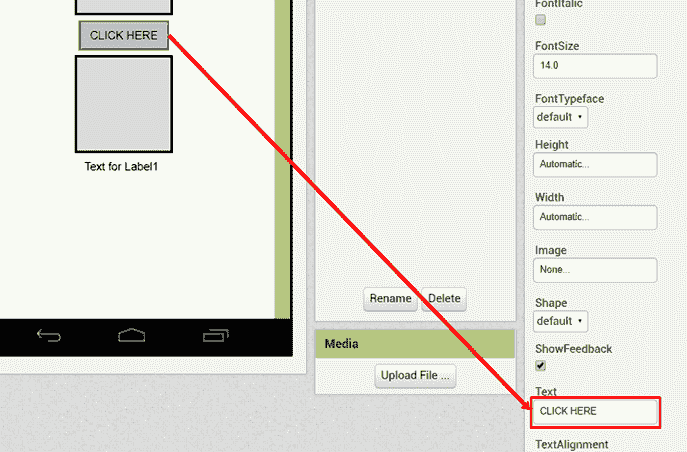 CLICK HERE
Text for Label1
Rename Delete
Media
Upload File ...
FontItalic
FontSize
14.0
FontTypeface
default
Height
Automatic...
Width
Automatic...
Image
None...
Shape
default
ShowFeedback
Text
CLICK HERE
TextAlignment